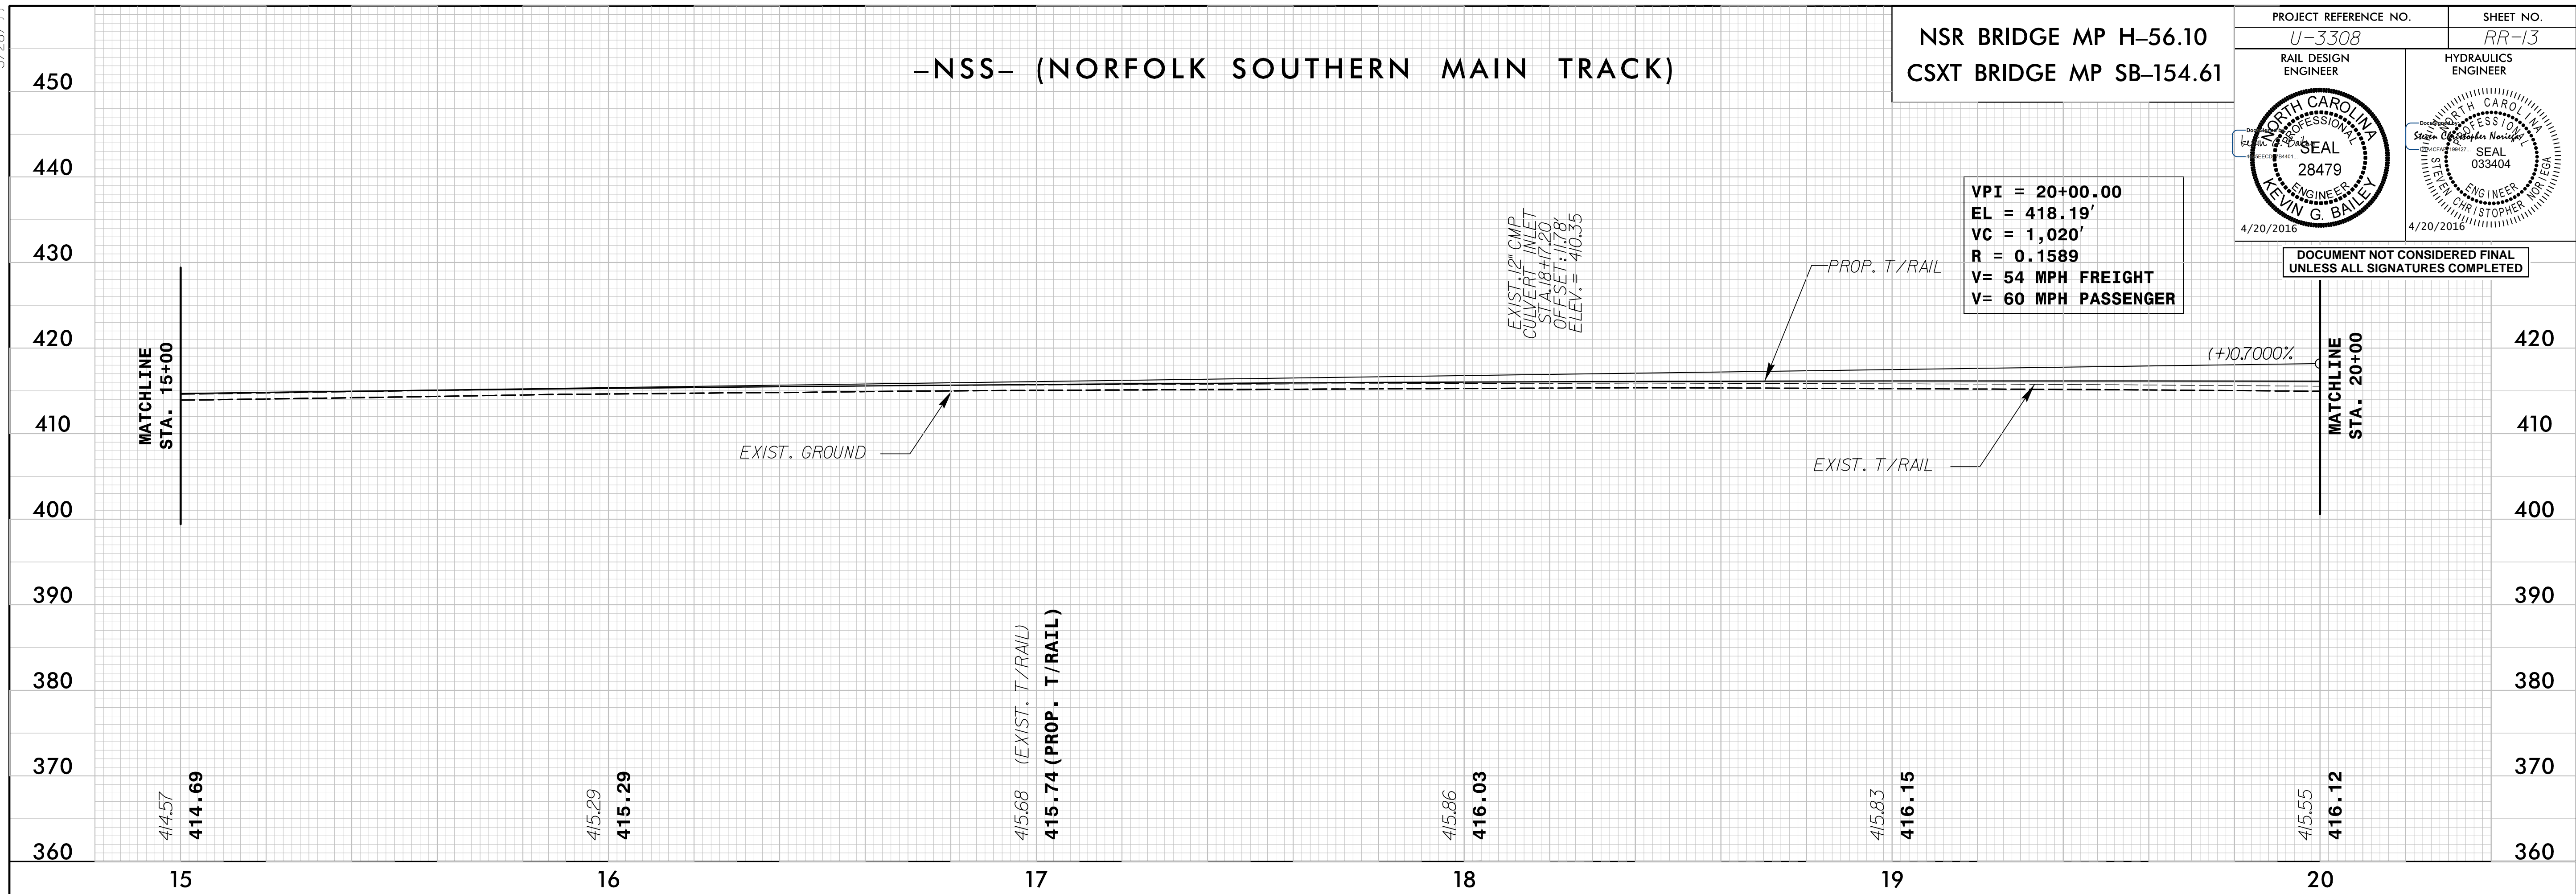 -NSS- (NORFOLK SOUTHERN MAIN TRACK)
NSR BRIDGE MP H-56.10
CSXT BRIDGE MP SB-154.61
PROJECT REFERENCE NO.
SHEET NO.
U-3308
RR-13
RAIL DESIGN
ENGINEER
HYDRAULICS
ENGINEER
NORTH CAROLINA
PROFESSIONAL
SEAL
28479
ENGINEER
KEVIN G. BAILEY
4/20/2016
NORTH CAROLINA
PROFESSIONAL
Steven Christopher Noriega
SEAL
033404
ENGINEER
STEVEN CHRISTOPHER NORIEGA
4/20/2016
DOCUMENT NOT CONSIDERED FINAL
UNLESS ALL SIGNATURES COMPLETED
VPI = 20+00.00
EL = 418.19'
VC = 1,020'
R = 0.1589
V= 54 MPH FREIGHT
V= 60 MPH PASSENGER
EXIST. 12" CMP
CULVERT INLET
STA. 18+17.20
OFFSET: 11.78'
ELEV.= 410.35
PROP. T/RAIL
(+)0.7000%
EXIST. GROUND
EXIST. T/RAIL
MATCHLINE
STA. 15+00
MATCHLINE
STA. 20+00
450
440
430
420
410
400
390
380
370
360
420
410
400
390
380
370
360
414.57
414.69
415.29
415.29
415.68 (EXIST. T/RAIL)
415.74 (PROP. T/RAIL)
415.86
416.03
415.83
416.15
415.55
416.12
15
16
17
18
19
20